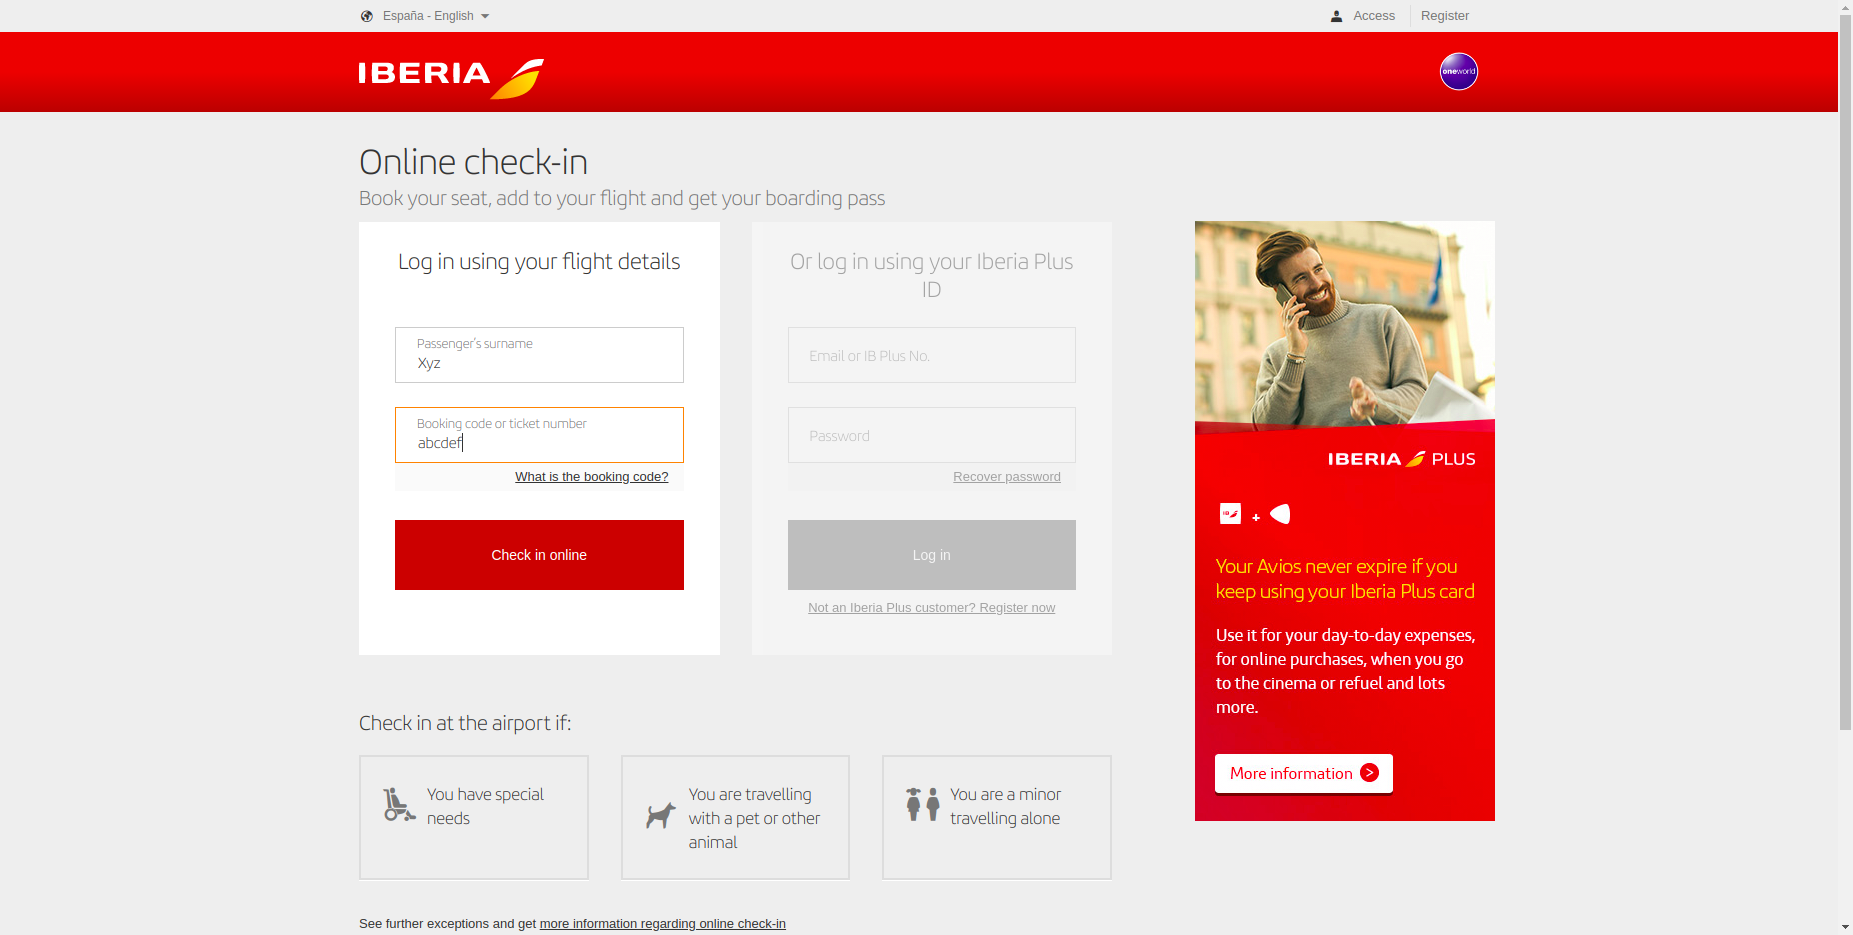 España - English
Access
Register
IBERIA
oneworld
Online check-in
Book your seat, add to your flight and get your boarding pass
Log in using your flight details
Passenger's surname
Xyz
Booking code or ticket number
abcdef
What is the booking code?
Check in online
Or log in using your Iberia Plus
ID
Email or IB Plus No.
Password
Recover password
Log in
Not an Iberia Plus customer? Register now
IBERIA PLUS
IB
+
Your Avios never expire if you
keep using your Iberia Plus card
Use it for your day-to-day expenses,
for online purchases, when you go
to the cinema or refuel and lots
more.
More information >
Check in at the airport if:
You have special
needs
You are travelling
with a pet or other
animal
You are a minor
travelling alone
See further exceptions and get more information regarding online check-in